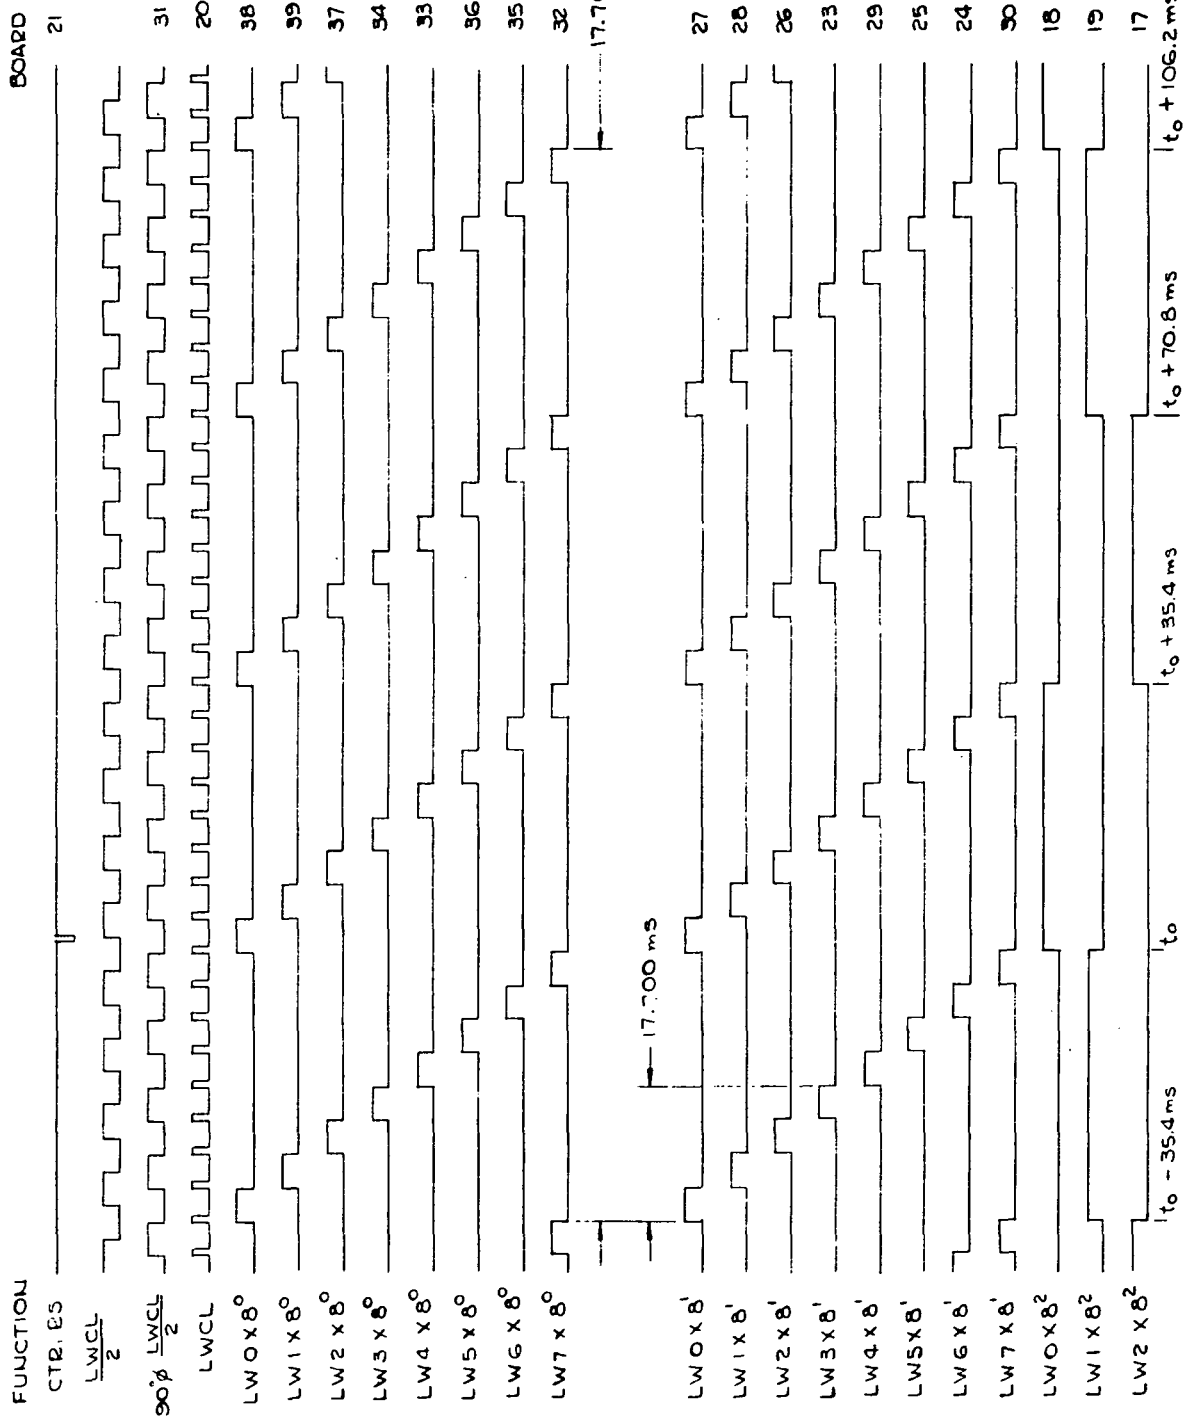 FUNCTION BOARD
CTR. 21
LWCL
2
90°φ LWCL 31
2
LWCL 20
LW0 X 8⁰ 38
LW1 X 8⁰ 39
LW2 X 8⁰ 37
LW3 X 8⁰ 34
LW4 X 8⁰ 33
LW5 X 8⁰ 36
LW6 X 8⁰ 35
LW7 X 8⁰ 32
17.700 ms
LW0 X 8¹ 27
LW1 X 8¹ 28
LW2 X 8¹ 26
LW3 X 8¹ 23
LW4 X 8¹ 29
LW5 X 8¹ 25
LW6 X 8¹ 24
LW7 X 8¹ 30
LW0 X 8² 18
LW1 X 8² 19
LW2 X 8² 17
t₀ - 35.4 ms t₀ t₀ + 35.4 ms t₀ + 70.8 ms t₀ + 106.2 ms